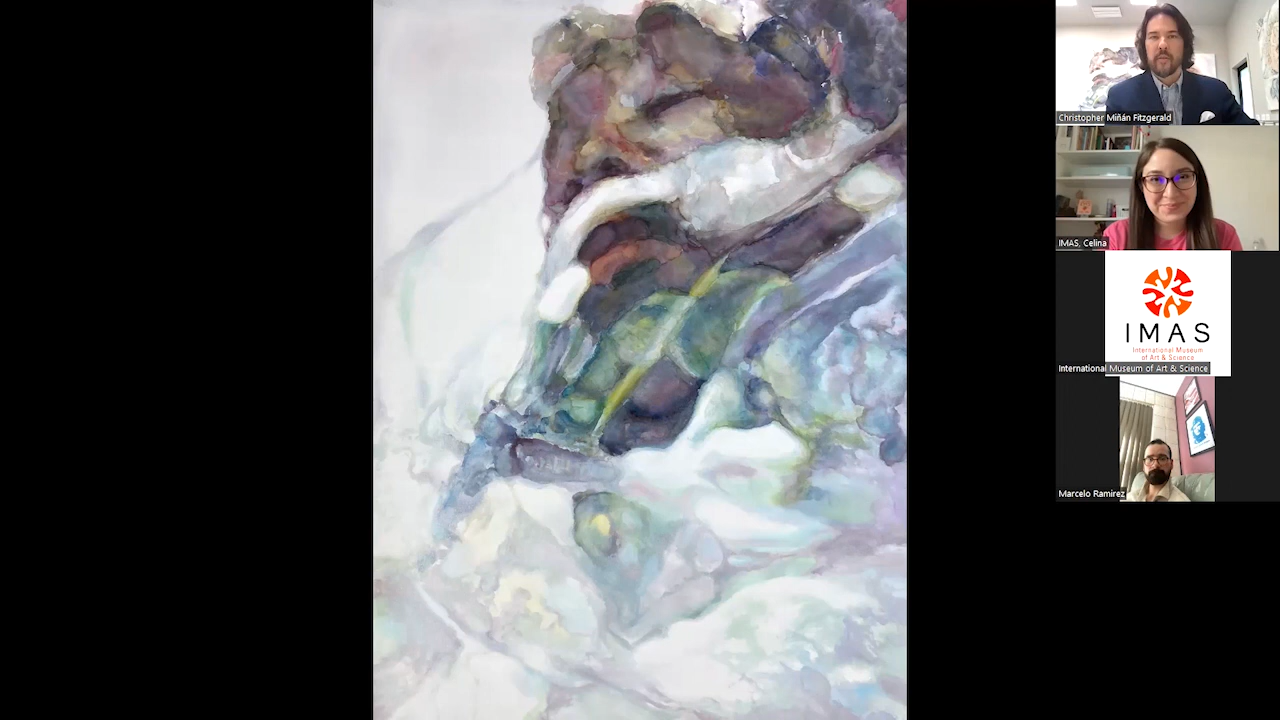 Christopher Miñán Fitzgerald
IMAS, Celina
IMAS
International Museum
of Art & Science
International Museum of Art & Science
Marcelo Ramirez